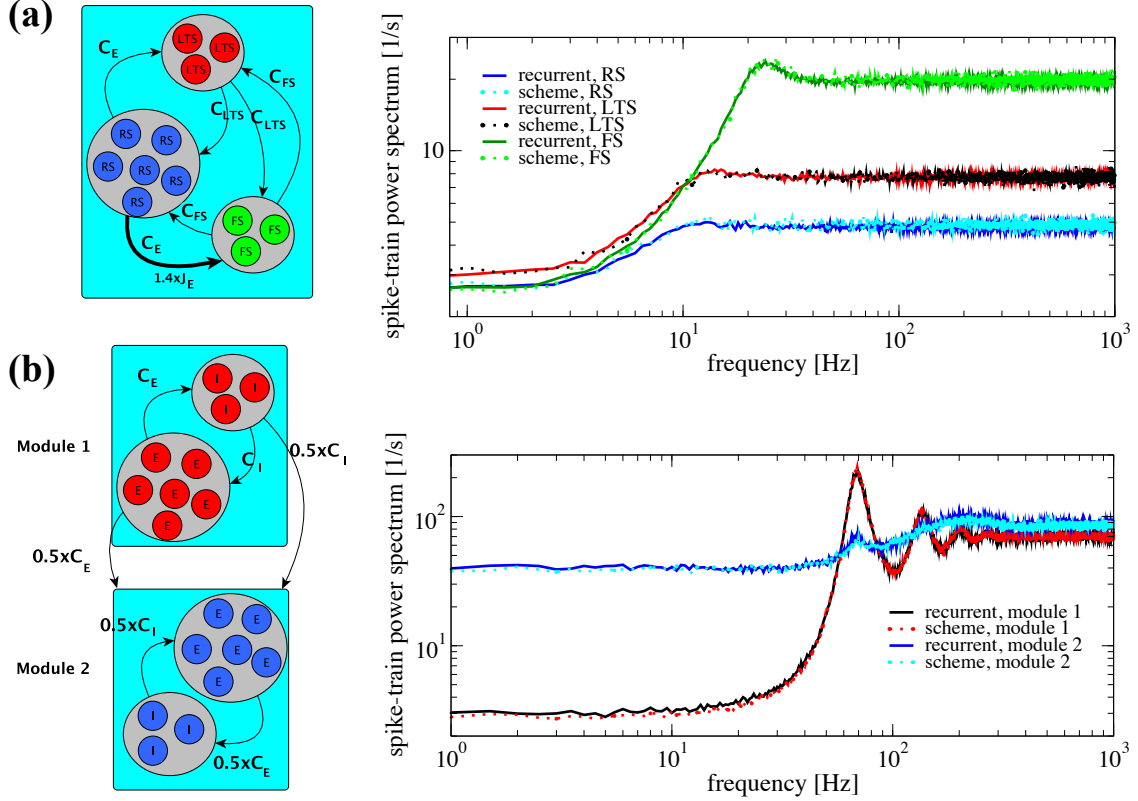 (a)
LTS
LTS
LTS
C_E
C_FS
C_LTS
C_LTS
RS
RS
RS
RS
RS
RS
C_FS
FS
FS
FS
C_E
1.4xJ_E
spike-train power spectrum [1/s]
10
recurrent, RS
scheme, RS
recurrent, LTS
scheme, LTS
recurrent, FS
scheme, FS
10^0 10^1 10^2 10^3
frequency [Hz]
(b)
Module 1
I
I
I
C_E
C_I
0.5xC_I
E
E
E
E
E
E
0.5xC_E
Module 2
0.5xC_I
E
E
E
E
E
E
I
I
I
0.5xC_E
spike-train power spectrum [1/s]
10^2
10^1
recurrent, module 1
scheme, module 1
recurrent, module 2
scheme, module 2
10^0 10^1 10^2 10^3
frequency [Hz]